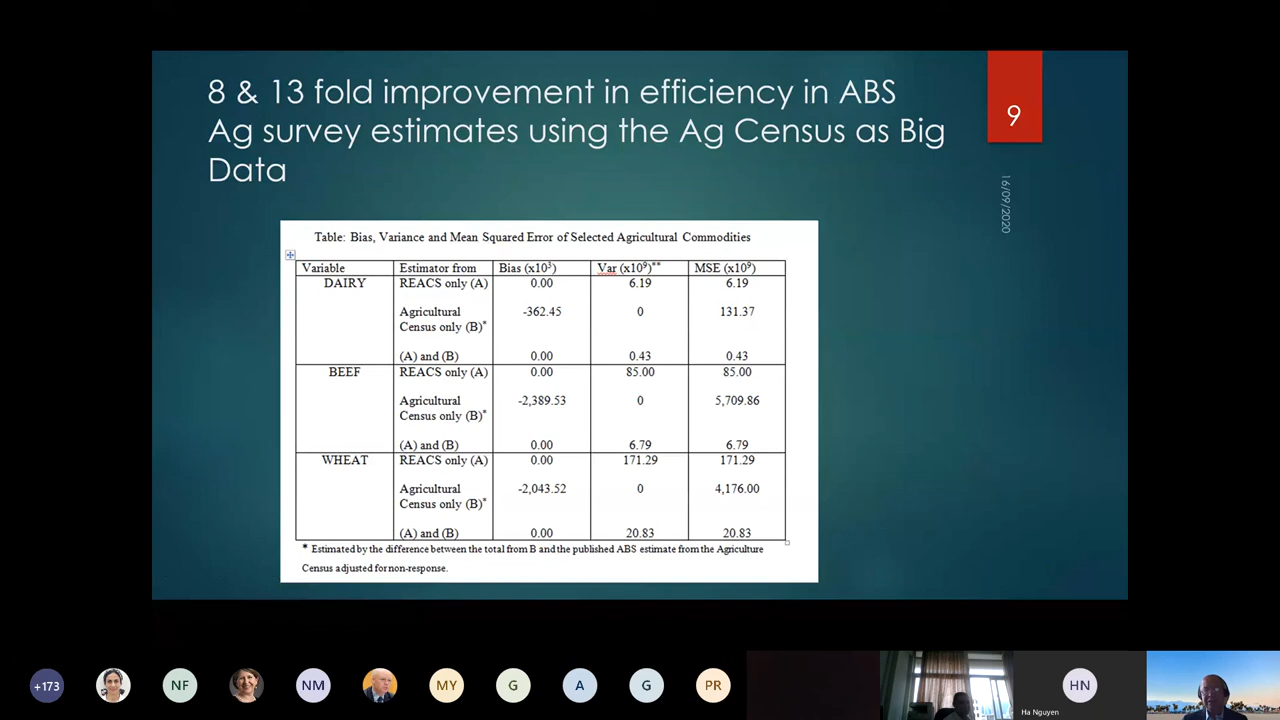 8 & 13 fold improvement in efficiency in ABS
Ag survey estimates using the Ag Census as Big
Data
9
16/09/2020
Table: Bias, Variance and Mean Squared Error of Selected Agricultural Commodities
Variable Estimator from Bias (x10³) Var (x10⁹)** MSE (x10⁹)
DAIRY REACS only (A) 0.00 6.19 6.19
Agricultural -362.45 0 131.37
Census only (B)*
(A) and (B) 0.00 0.43 0.43
BEEF REACS only (A) 0.00 85.00 85.00
Agricultural -2,389.53 0 5,709.86
Census only (B)*
(A) and (B) 0.00 6.79 6.79
WHEAT REACS only (A) 0.00 171.29 171.29
Agricultural -2,043.52 0 4,176.00
Census only (B)*
(A) and (B) 0.00 20.83 20.83
* Estimated by the difference between the total from B and the published ABS estimate from the Agriculture
Census adjusted for non-response.
+173 NF NM MY G A G PR HN
Ha Nguyen